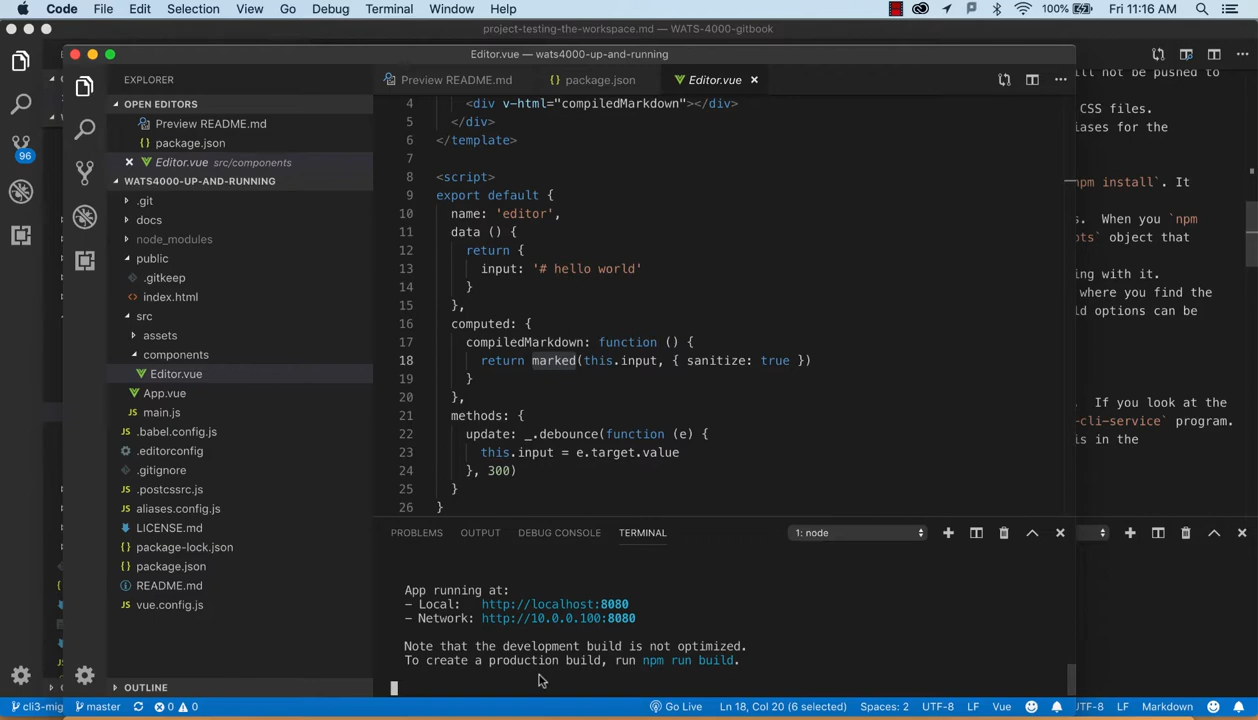 Code File Edit Selection View Go Debug Terminal Window Help 100% Fri 11:16 AM
project-testing-the-workspace.md — WATS-4000-gitbook
Editor.vue — wats4000-up-and-running
EXPLORER
OPEN EDITORS
Preview README.md
package.json
Editor.vue src/components
WATS4000-UP-AND-RUNNING
.git
docs
node_modules
public
.gitkeep
index.html
src
assets
components
Editor.vue
App.vue
main.js
.babel.config.js
.editorconfig
.gitignore
.postcssrc.js
aliases.config.js
LICENSE.md
package-lock.json
package.json
README.md
vue.config.js
OUTLINE
96
Preview README.md package.json Editor.vue
4 <div v-html="compiledMarkdown"></div>
5 </div>
6 </template>
7
8 <script>
9 export default {
10 name: 'editor',
11 data () {
12 return {
13 input: '# hello world'
14 }
15 },
16 computed: {
17 compiledMarkdown: function () {
18 return marked(this.input, { sanitize: true })
19 }
20 },
21 methods: {
22 update: _.debounce(function (e) {
23 this.input = e.target.value
24 }, 300)
25 }
26 }
PROBLEMS OUTPUT DEBUG CONSOLE TERMINAL 1: node
App running at:
- Local: http://localhost:8080
- Network: http://10.0.0.100:8080
Note that the development build is not optimized.
To create a production build, run npm run build.
will not be pushed to
CSS files.
iases for the
npm install`. It
s. When you `npm
object that
ing with it.
where you find the
ld options can be
. If you look at the
-cli-service` program.
is in the
cli3-mig master 0 0 Go Live Ln 18, Col 20 (6 selected) Spaces: 2 UTF-8 LF Vue UTF-8 LF Markdown